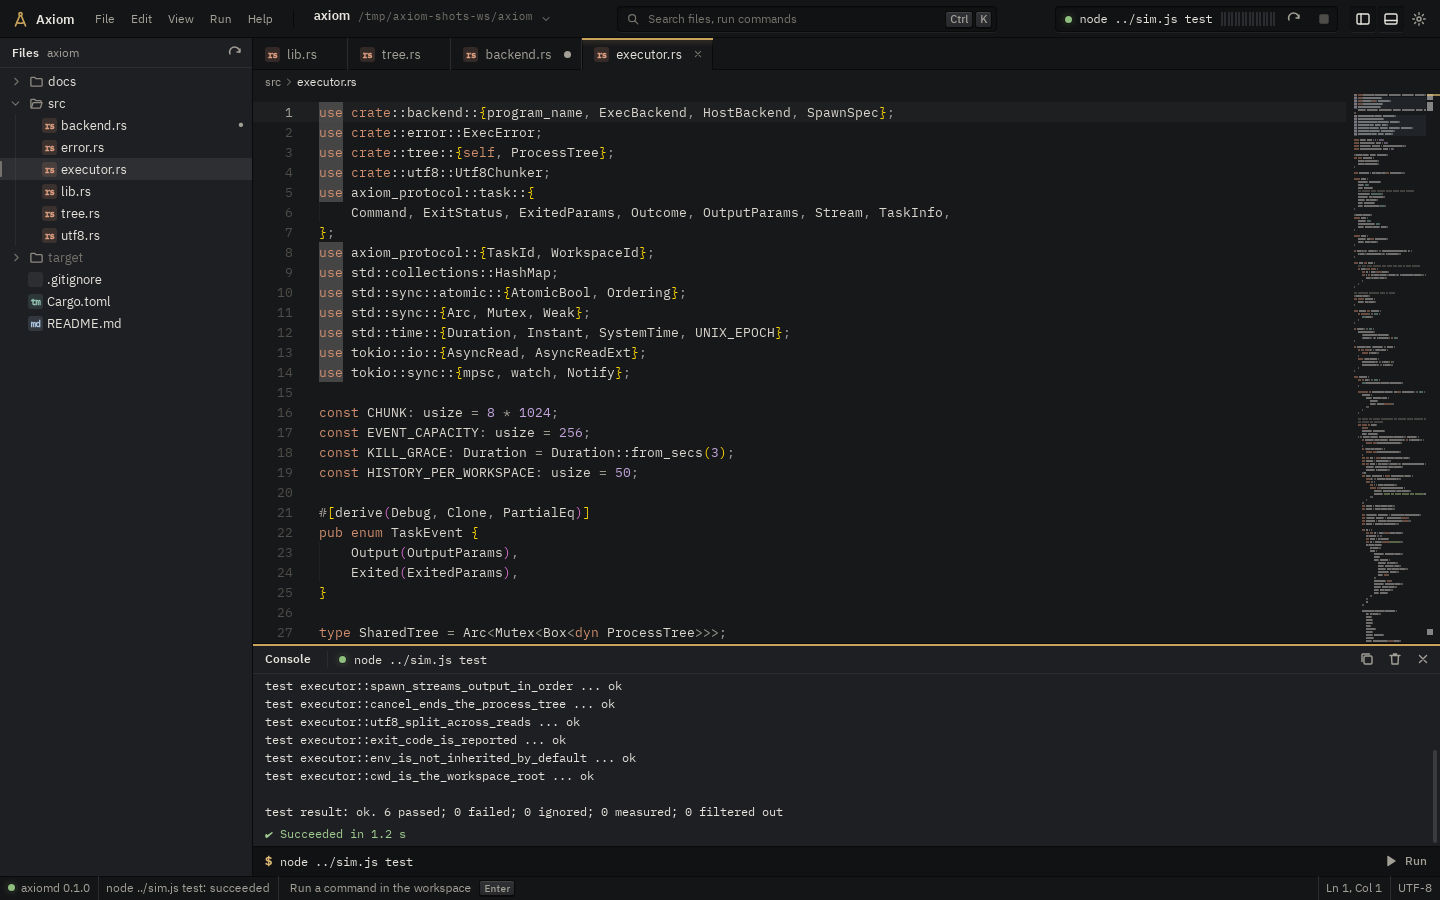 Axiom File Edit View Run Help axiom /tmp/axiom-shots-ws/axiom Search files, run commands Ctrl K node ../sim.js test
Files axiom
docs
src
rs backend.rs
rs error.rs
rs executor.rs
rs lib.rs
rs tree.rs
rs utf8.rs
target
.gitignore
tm Cargo.toml
md README.md
rs lib.rs rs tree.rs rs backend.rs rs executor.rs
src > executor.rs
1 use crate::backend::{program_name, ExecBackend, HostBackend, SpawnSpec};
2 use crate::error::ExecError;
3 use crate::tree::{self, ProcessTree};
4 use crate::utf8::Utf8Chunker;
5 use axiom_protocol::task::{
6 Command, ExitStatus, ExitedParams, Outcome, OutputParams, Stream, TaskInfo,
7 };
8 use axiom_protocol::{TaskId, WorkspaceId};
9 use std::collections::HashMap;
10 use std::sync::atomic::{AtomicBool, Ordering};
11 use std::sync::{Arc, Mutex, Weak};
12 use std::time::{Duration, Instant, SystemTime, UNIX_EPOCH};
13 use tokio::io::{AsyncRead, AsyncReadExt};
14 use tokio::sync::{mpsc, watch, Notify};
15
16 const CHUNK: usize = 8 * 1024;
17 const EVENT_CAPACITY: usize = 256;
18 const KILL_GRACE: Duration = Duration::from_secs(3);
19 const HISTORY_PER_WORKSPACE: usize = 50;
20
21 #[derive(Debug, Clone, PartialEq)]
22 pub enum TaskEvent {
23 Output(OutputParams),
24 Exited(ExitedParams),
25 }
26
27 type SharedTree = Arc<Mutex<Box<dyn ProcessTree>>>;
Console node ../sim.js test
test executor::spawn_streams_output_in_order ... ok
test executor::cancel_ends_the_process_tree ... ok
test executor::utf8_split_across_reads ... ok
test executor::exit_code_is_reported ... ok
test executor::env_is_not_inherited_by_default ... ok
test executor::cwd_is_the_workspace_root ... ok
test result: ok. 6 passed; 0 failed; 0 ignored; 0 measured; 0 filtered out
✔ Succeeded in 1.2 s
$ node ../sim.js test Run
axiomd 0.1.0 node ../sim.js test: succeeded Run a command in the workspace Enter Ln 1, Col 1 UTF-8